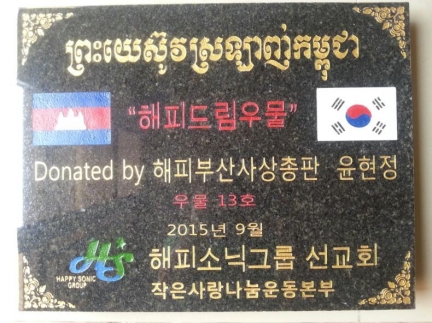 ព្រះយេស៊ូវស្រឡាញ់កម្ពុជា
“해피드림우물”
Donated by 해피부산사상총판 윤현정
우물 13호
2015년 9월
HS 해피소닉그룹 선교회
HAPPY SONIC
GROUP
작은사랑나눔운동본부